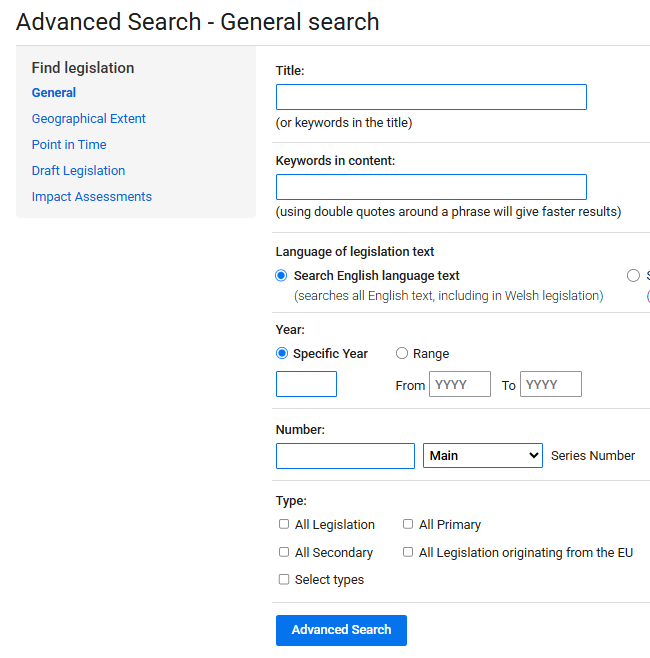 Advanced Search - General search
Find legislation
General
Geographical Extent
Point in Time
Draft Legislation
Impact Assessments
Title:
(or keywords in the title)
Keywords in content:
(using double quotes around a phrase will give faster results)
Language of legislation text
Search English language text
(searches all English text, including in Welsh legislation)
Year:
Specific Year Range
From YYYY To YYYY
Number:
Main Series Number
Type:
All Legislation All Primary
All Secondary All Legislation originating from the EU
Select types
Advanced Search